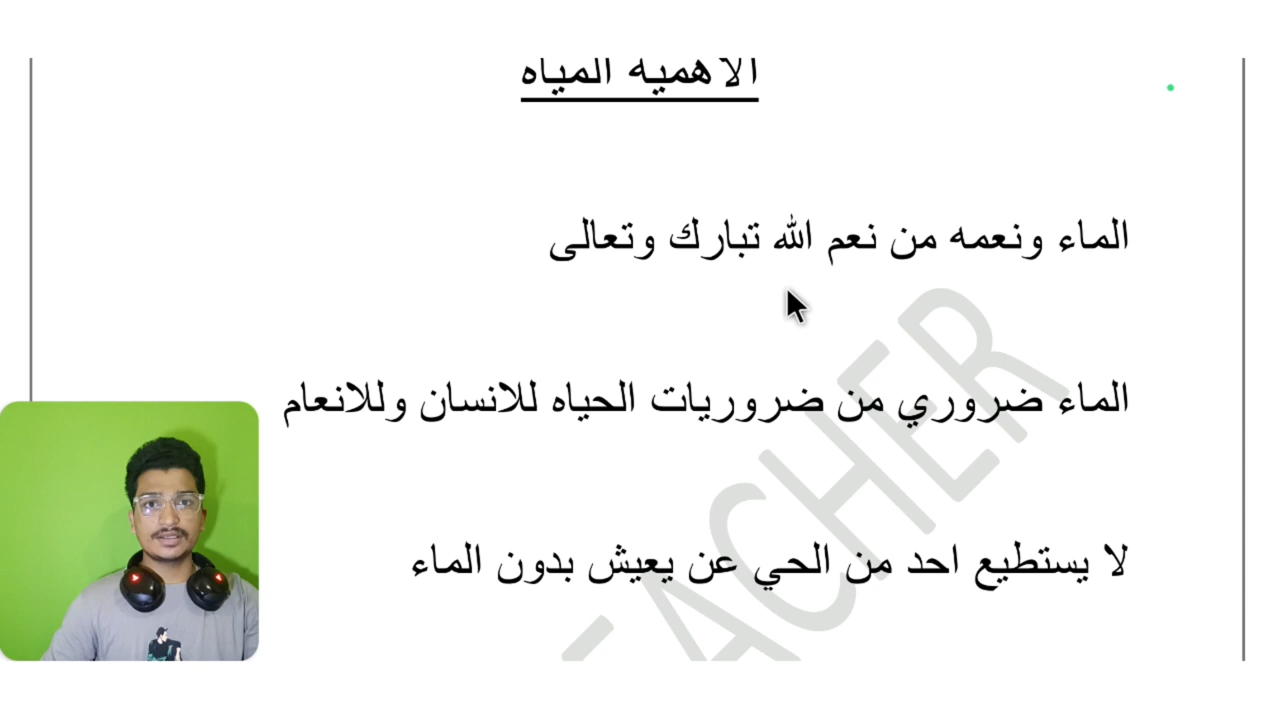 الاهميه المياه
الماء ونعمه من نعم الله تبارك وتعالى
الماء ضروري من ضروريات الحياه للانسان وللانعام
لا يستطيع احد من الحي عن يعيش بدون الماء
EACHER